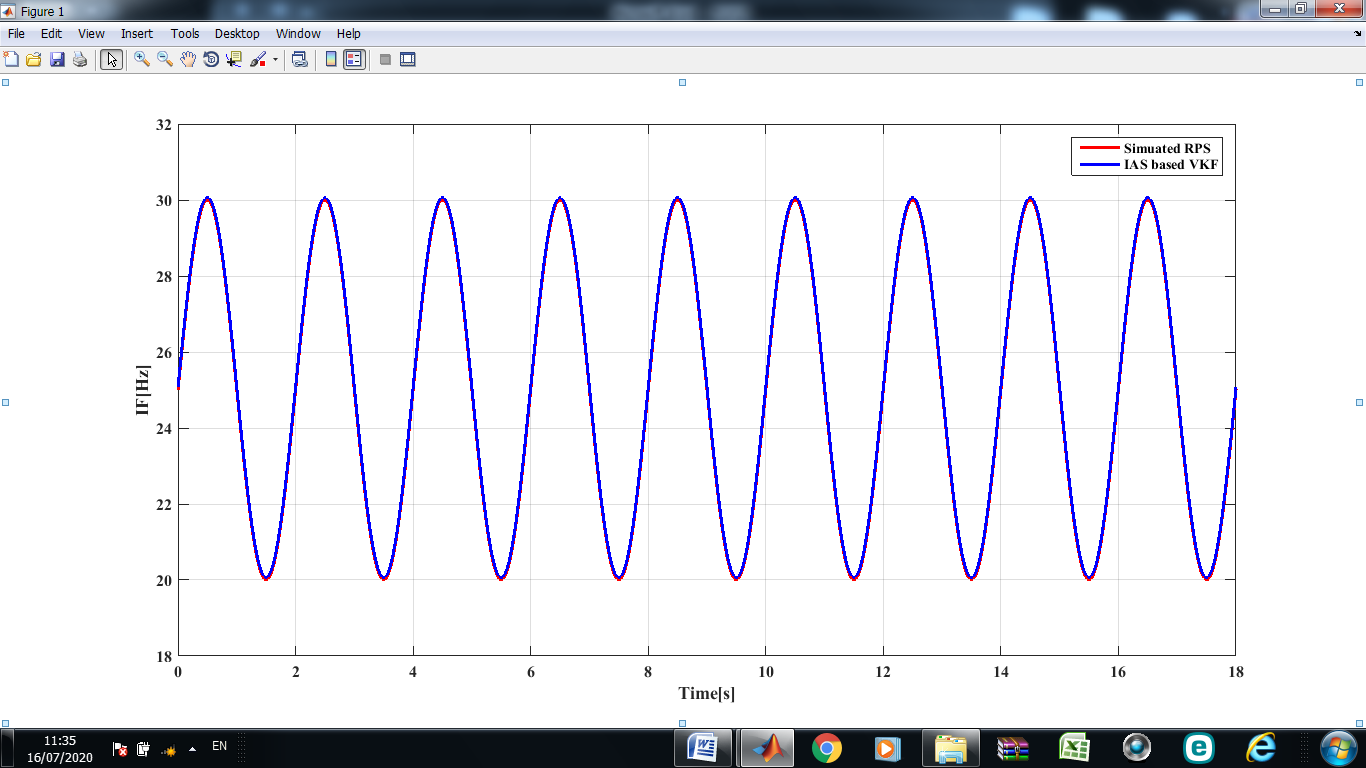 Figure 1
File Edit View Insert Tools Desktop Window Help
32
30
28
26
24
22
20
18
IF[Hz]
Simuated RPS
IAS based VKF
0 2 4 6 8 10 12 14 16 18
Time[s]
11:35
16/07/2020
EN